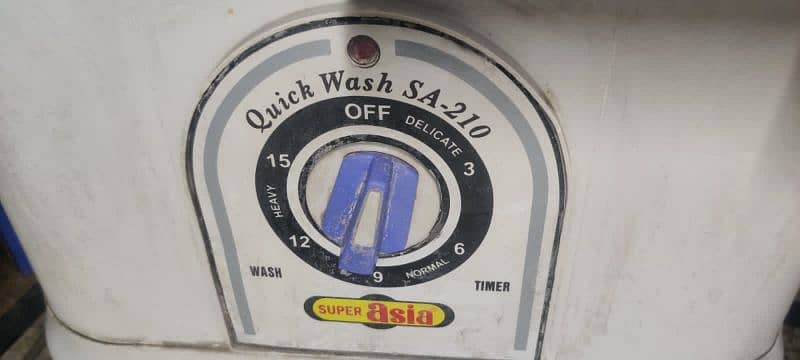 Quick Wash SA-210
OFF
DELICATE
3
6
NORMAL
9
12
HEAVY
15
WASH
TIMER
SUPER asia